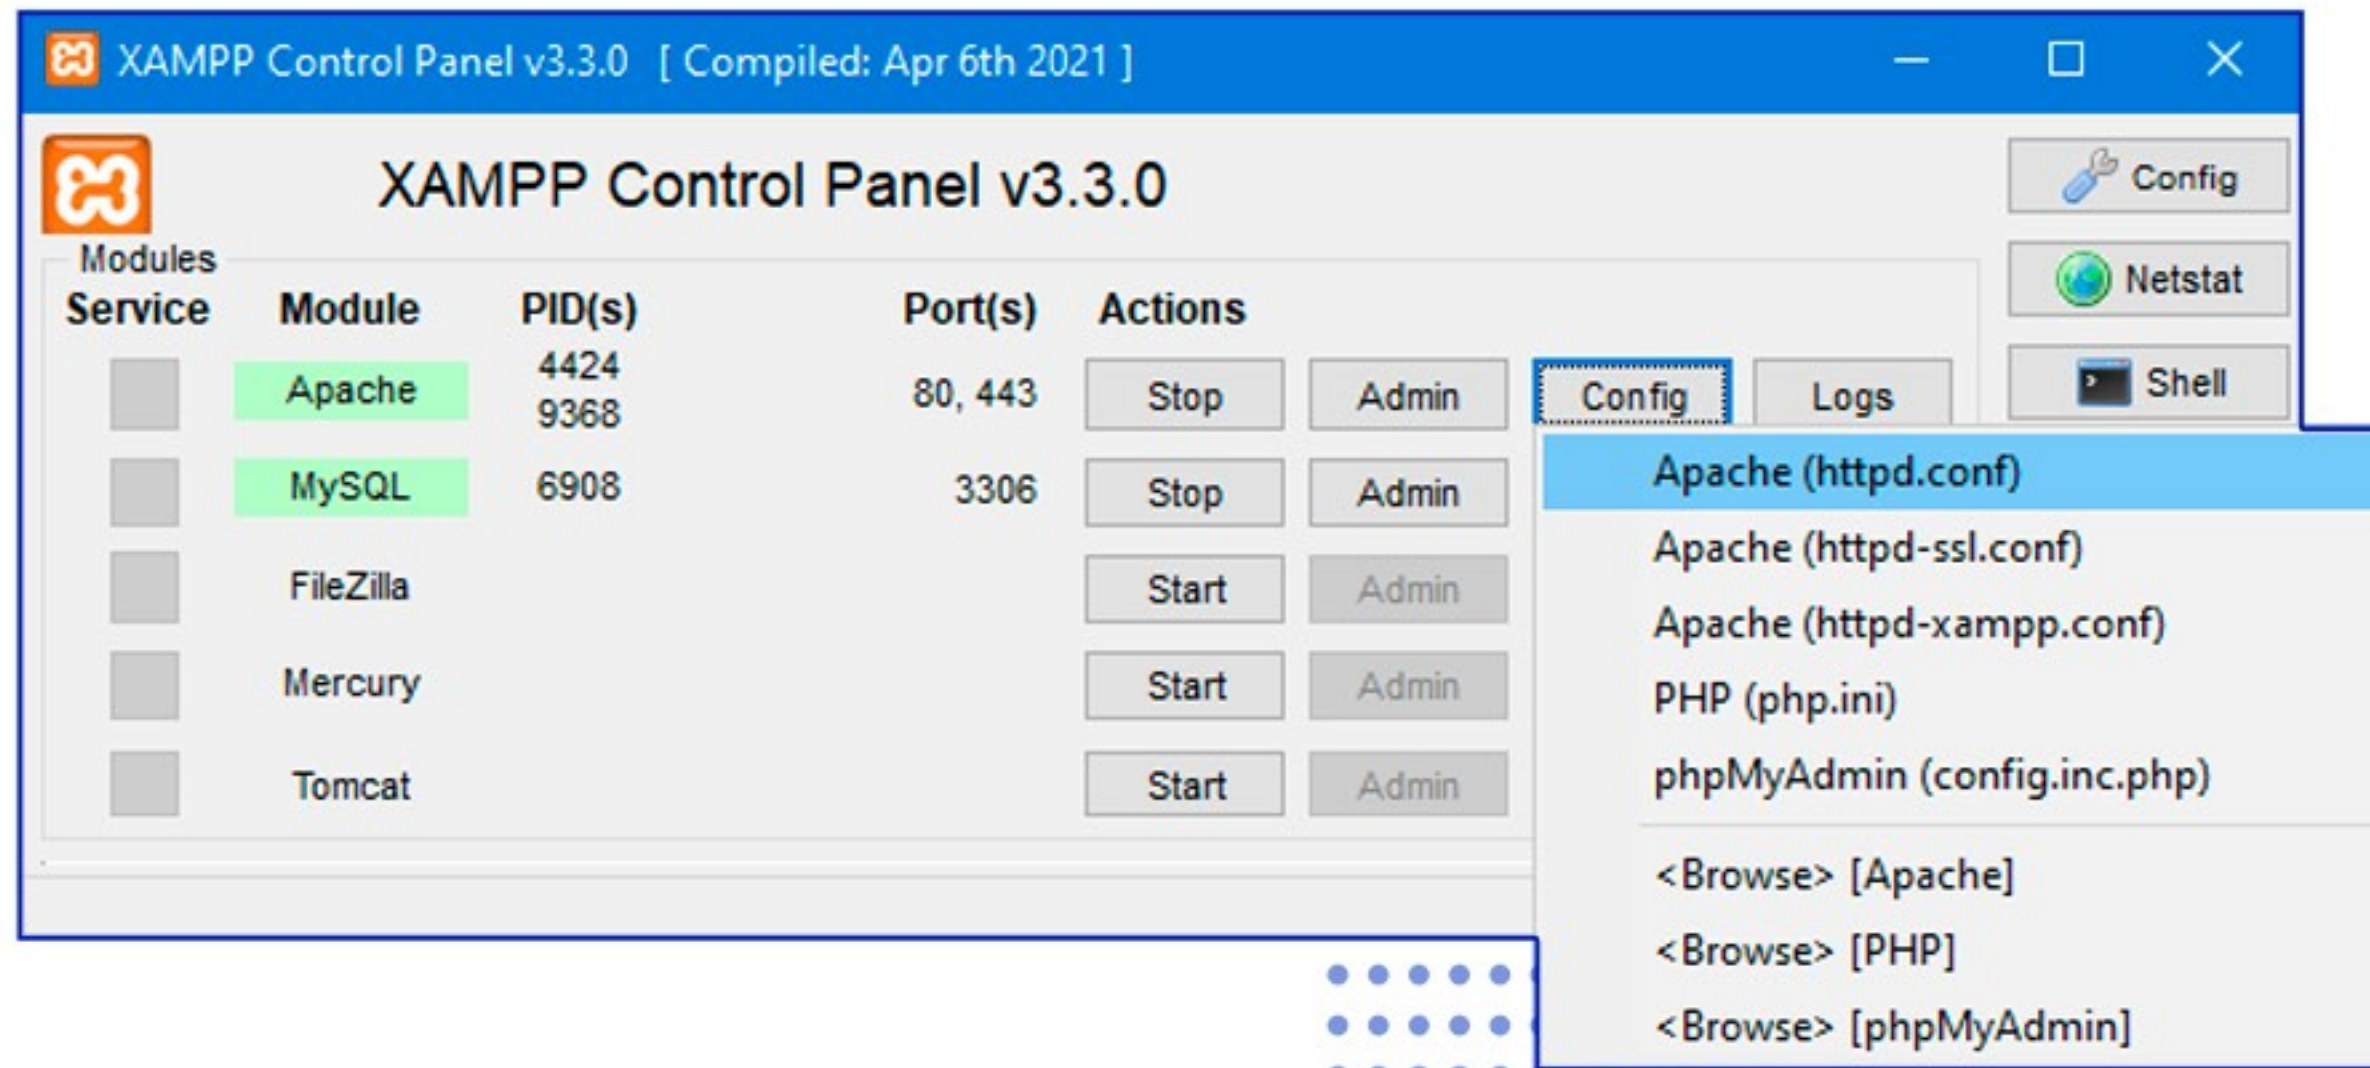 XAMPP Control Panel v3.3.0 [ Compiled: Apr 6th 2021 ]
XAMPP Control Panel v3.3.0
Config
Modules
Netstat
Service Module PID(s) Port(s) Actions
Shell
Apache 4424 9368 80, 443 Stop Admin Config Logs
MySQL 6908 3306 Stop Admin
FileZilla Start Admin
Mercury Start Admin
Tomcat Start Admin
Apache (httpd.conf)
Apache (httpd-ssl.conf)
Apache (httpd-xampp.conf)
PHP (php.ini)
phpMyAdmin (config.inc.php)
<Browse> [Apache]
<Browse> [PHP]
<Browse> [phpMyAdmin]